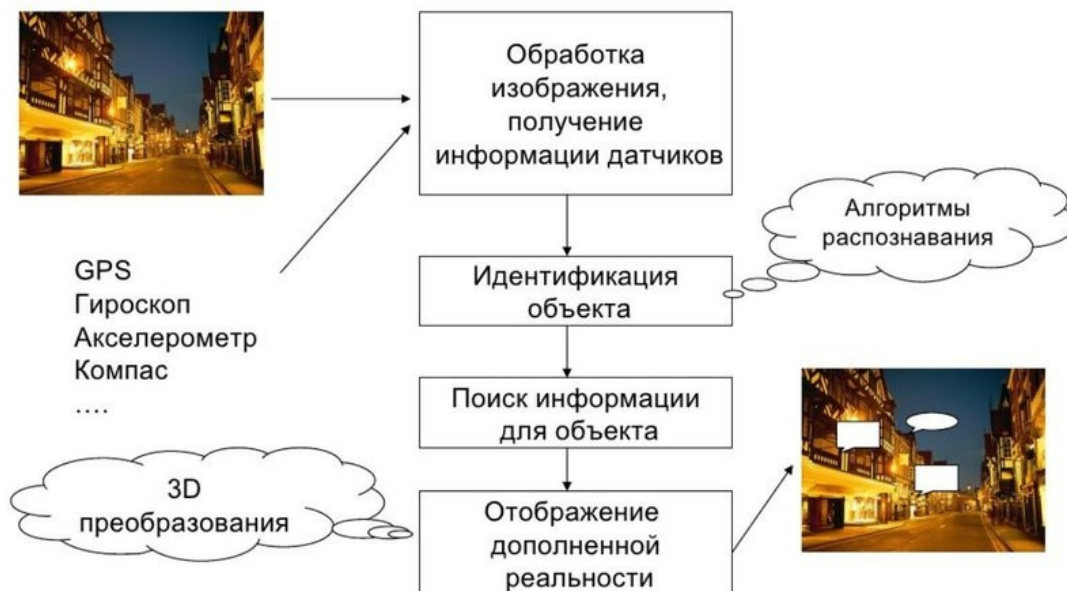 Обработка
изображения,
получение
информации датчиков
Алгоритмы
распознавания
GPS
Гироскоп
Акселерометр
Компас
....
Идентификация
объекта
Поиск информации
для объекта
3D
преобразования
Отображение
дополненной
реальности